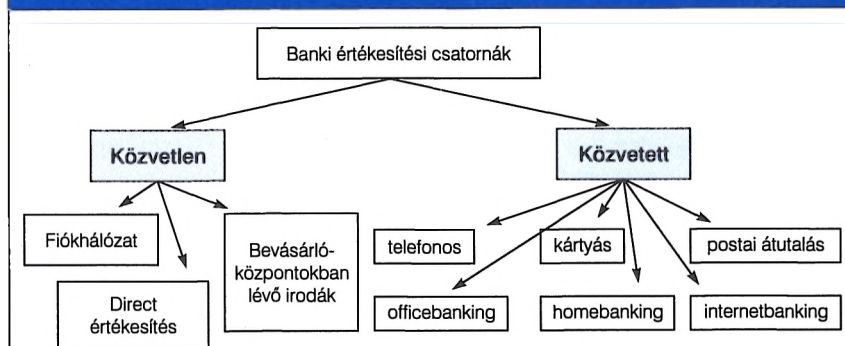 Banki értékesítési csatornák
Közvetlen
Közvetett
Fiókhálózat
Bevásárló-
központokban
lévő irodák
Direct
értékesítés
telefonos
kártyás
postai átutalás
officebanking
homebanking
internetbanking